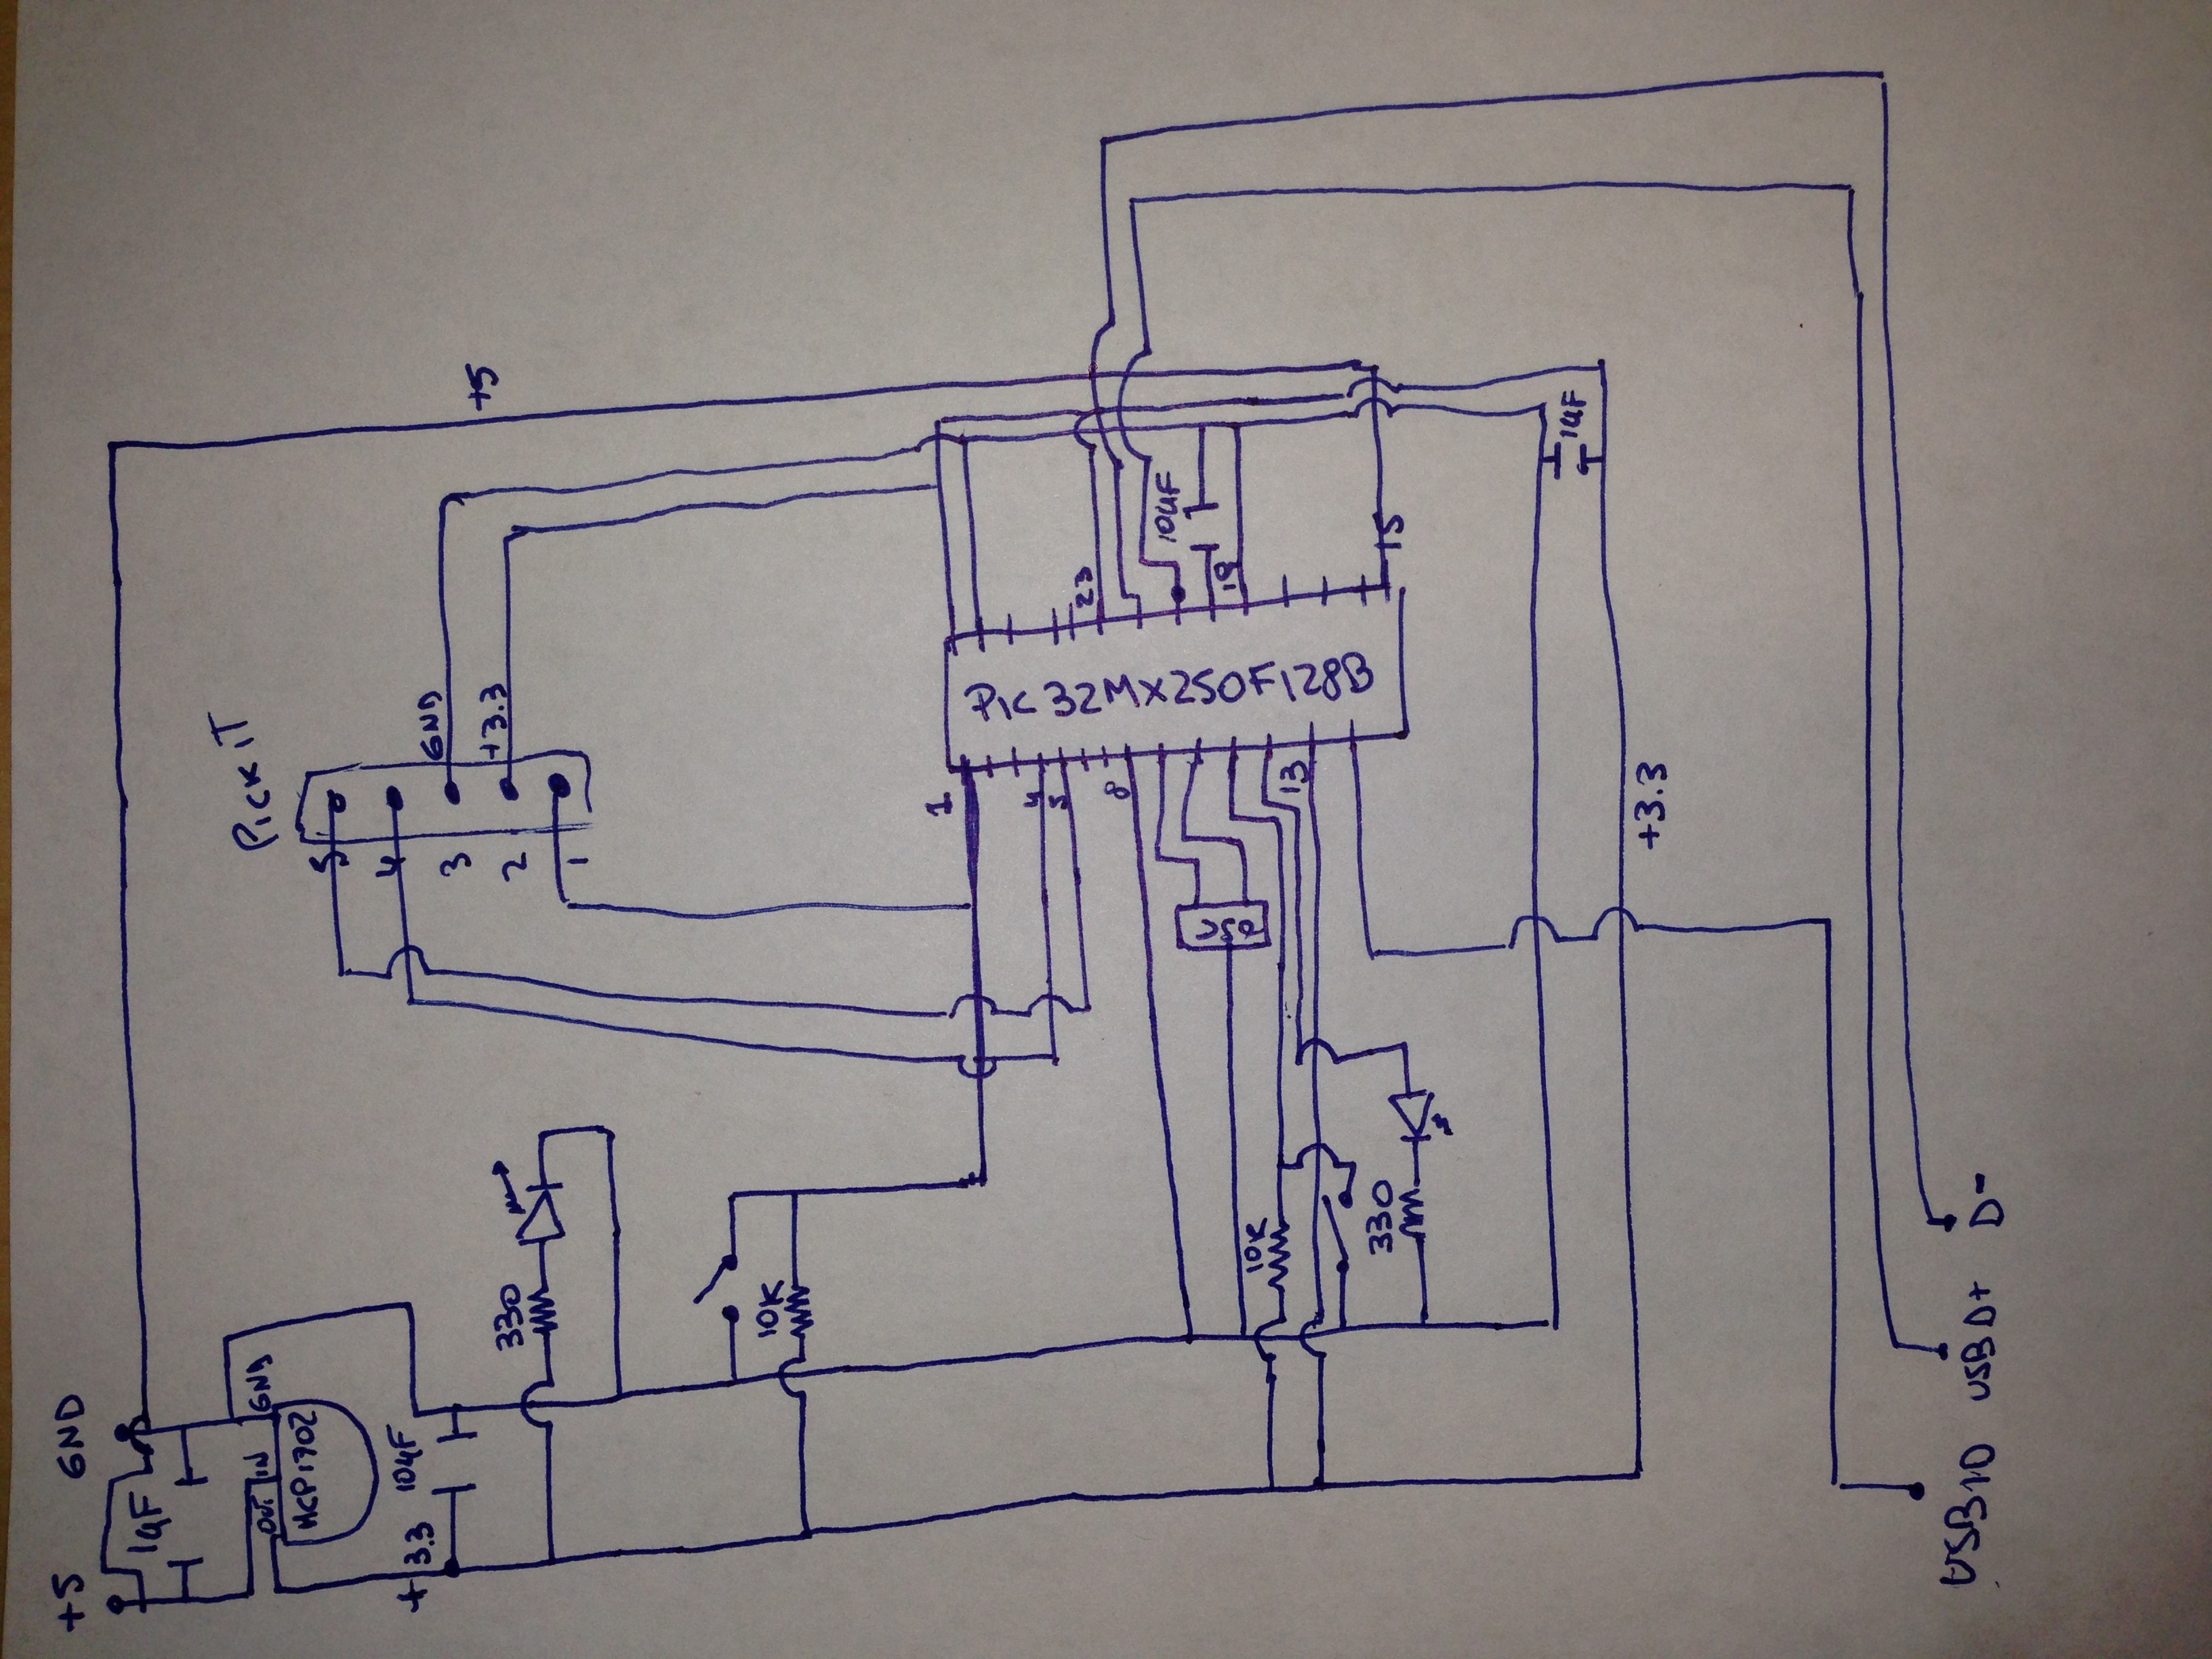 +5 GND
1uF
OUT IN GND
MCP1702
+3.3 10uF
330
10K
PICKIT
5
4
3 GND
2 +3.3
1
+5
1
4
5
8
13
PIC32MX250F128B
23
10uF
19
15
OSC
10K
330
1uF
+3.3
USBID USBD+ D-